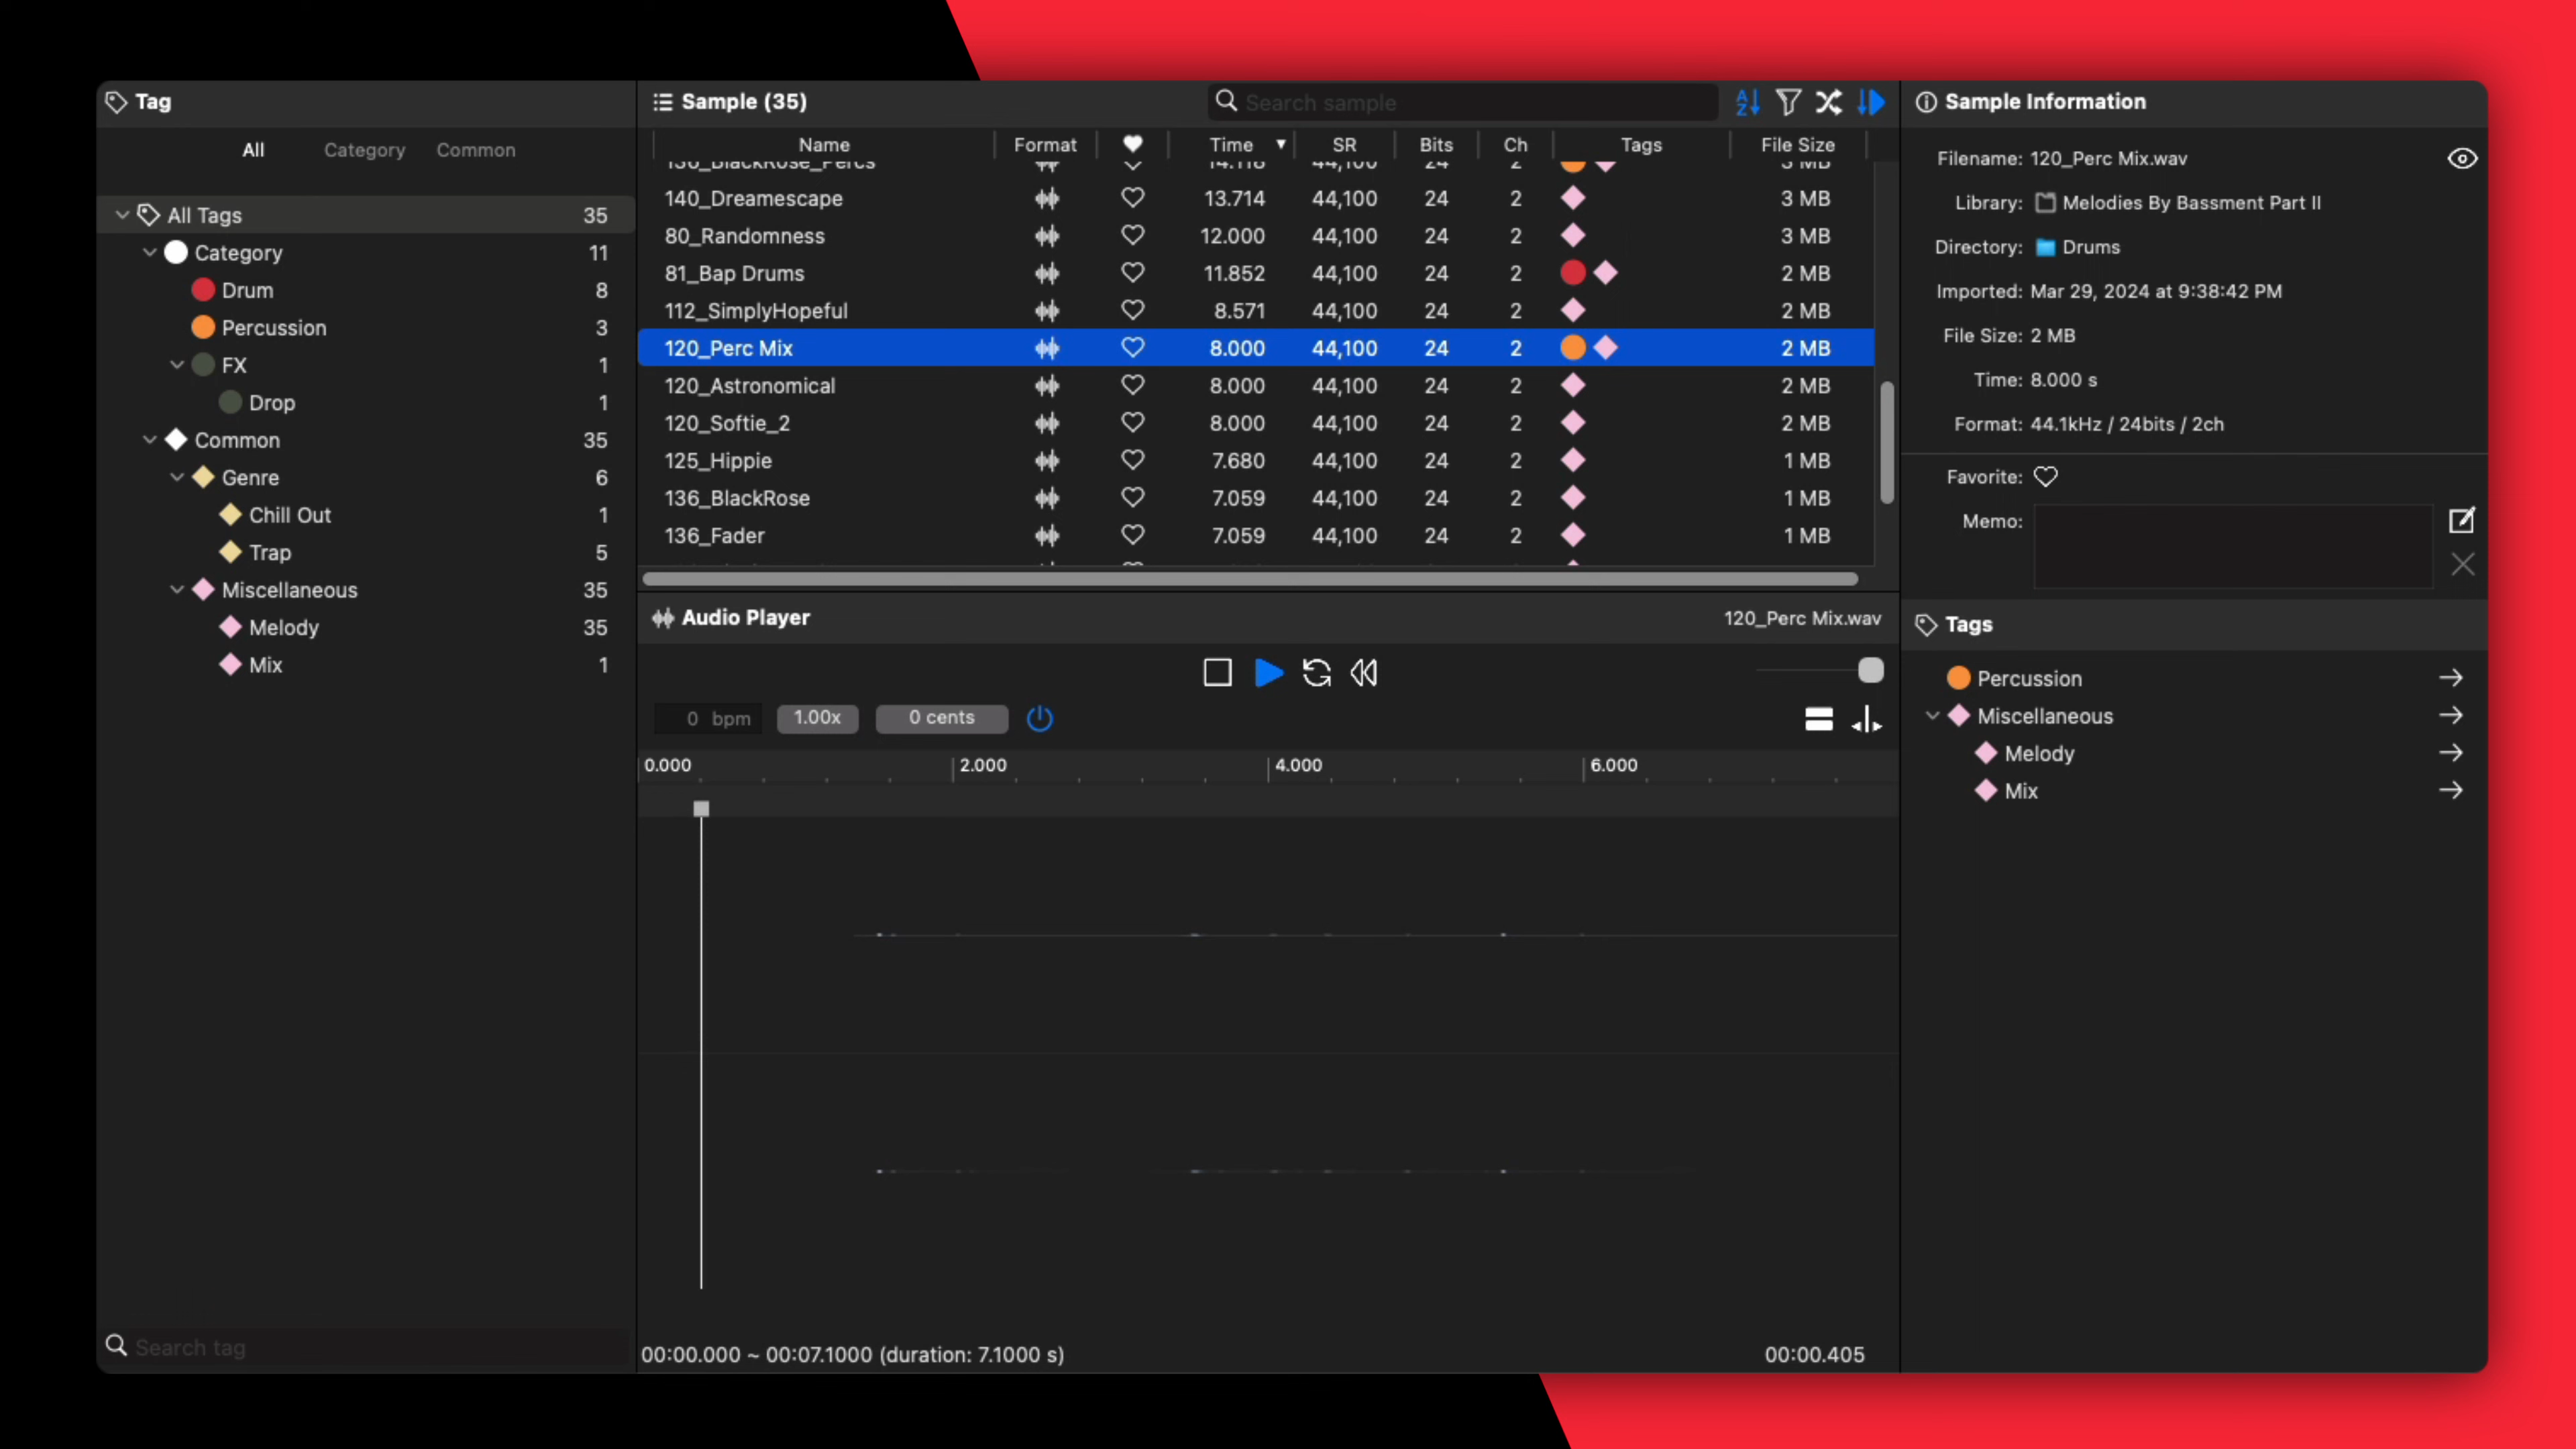 Tag
All Category Common
All Tags 35
Category 11
Drum 8
Percussion 3
FX 1
Drop 1
Common 35
Genre 6
Chill Out 1
Trap 5
Miscellaneous 35
Melody 35
Mix 1
Search tag
Sample (35)
Search sample
Name Format Time SR Bits Ch Tags File Size
136_BlackRose_Percs 14.118 44,100 24 2 3 MB
140_Dreamescape 13.714 44,100 24 2 3 MB
80_Randomness 12.000 44,100 24 2 3 MB
81_Bap Drums 11.852 44,100 24 2 2 MB
112_SimplyHopeful 8.571 44,100 24 2 2 MB
120_Perc Mix 8.000 44,100 24 2 2 MB
120_Astronomical 8.000 44,100 24 2 2 MB
120_Softie_2 8.000 44,100 24 2 2 MB
125_Hippie 7.680 44,100 24 2 1 MB
136_BlackRose 7.059 44,100 24 2 1 MB
136_Fader 7.059 44,100 24 2 1 MB
Audio Player 120_Perc Mix.wav
0 bpm 1.00x 0 cents
0.000 2.000 4.000 6.000
00:00.000 ~ 00:07.1000 (duration: 7.1000 s) 00:00.405
Sample Information
Filename: 120_Perc Mix.wav
Library: Melodies By Bassment Part II
Directory: Drums
Imported: Mar 29, 2024 at 9:38:42 PM
File Size: 2 MB
Time: 8.000 s
Format: 44.1kHz / 24bits / 2ch
Favorite:
Memo:
Tags
Percussion
Miscellaneous
Melody
Mix